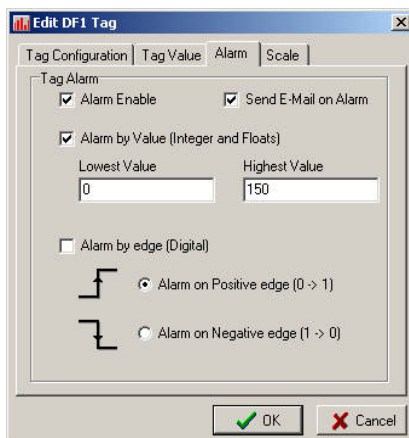 Edit DF1 Tag
Tag Configuration Tag Value Alarm Scale
Tag Alarm
Alarm Enable Send E-Mail on Alarm
Alarm by Value (Integer and Floats)
Lowest Value Highest Value
0 150
Alarm by edge (Digital)
Alarm on Positive edge (0 -> 1)
Alarm on Negative edge (1 -> 0)
OK Cancel